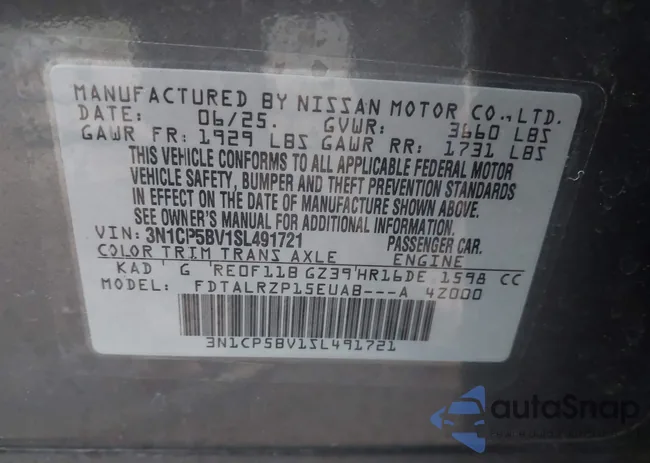 MANUFACTURED BY NISSAN MOTOR CO., LTD.
DATE: 06/25. GVWR: 3660 LBS
GAWR FR: 1929 LBS GAWR RR: 1731 LBS
THIS VEHICLE CONFORMS TO ALL APPLICABLE FEDERAL MOTOR
VEHICLE SAFETY, BUMPER AND THEFT PREVENTION STANDARDS
IN EFFECT ON THE DATE OF MANUFACTURE SHOWN ABOVE.
SEE OWNER'S MANUAL FOR ADDITIONAL INFORMATION.
VIN: 3N1CP5BV1SL491721 PASSENGER CAR.
COLOR TRIM TRANS AXLE ENGINE
KAD G RE0F11B GZ39 HR16DE 1598 CC
MODEL: FDTALRZP15EUAB---A 4Z000
3N1CP5BV1SL491721
autoSnap